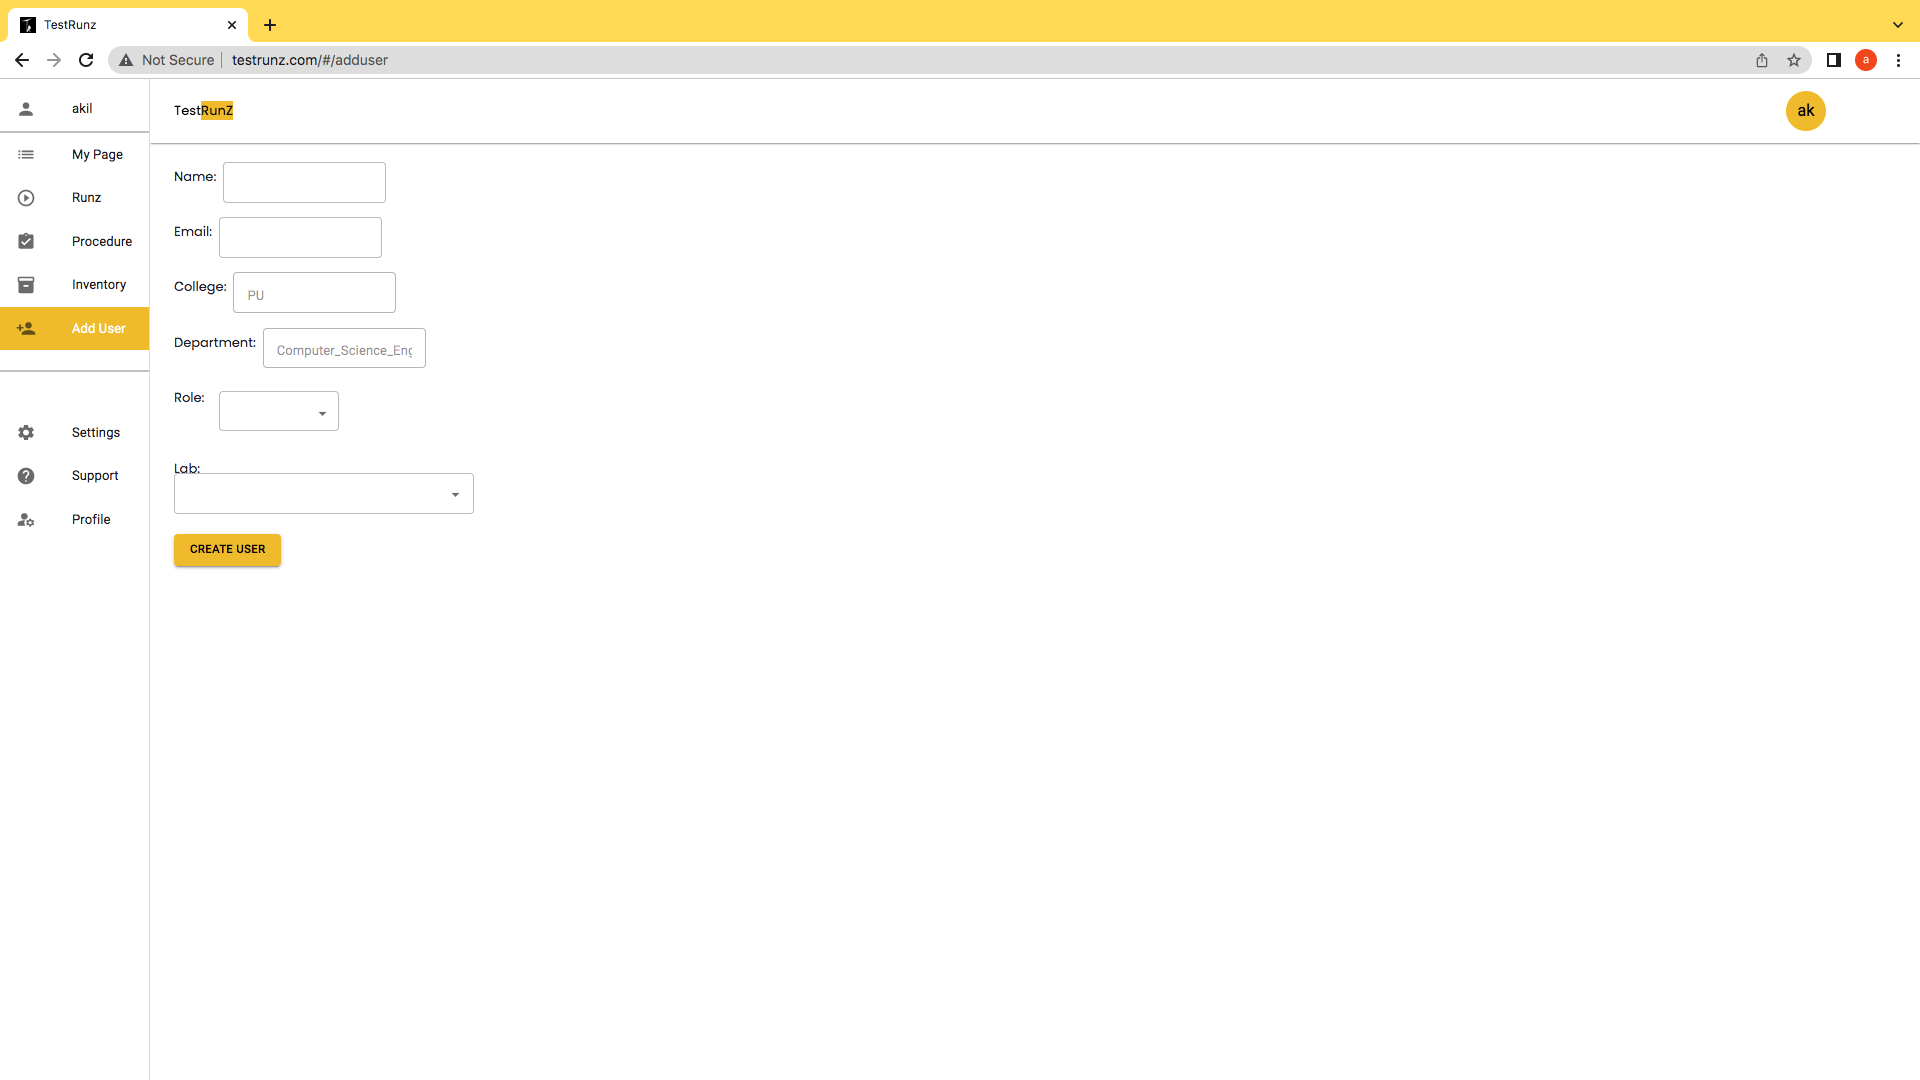 TestRunz
Not Secure testrunz.com/#/adduser
a
akil
My Page
Runz
Procedure
Inventory
Add User
Settings
Support
Profile
TestRunZ
ak
Name:
Email:
College: PU
Department: Computer_Science_Eng
Role:
Lab:
CREATE USER